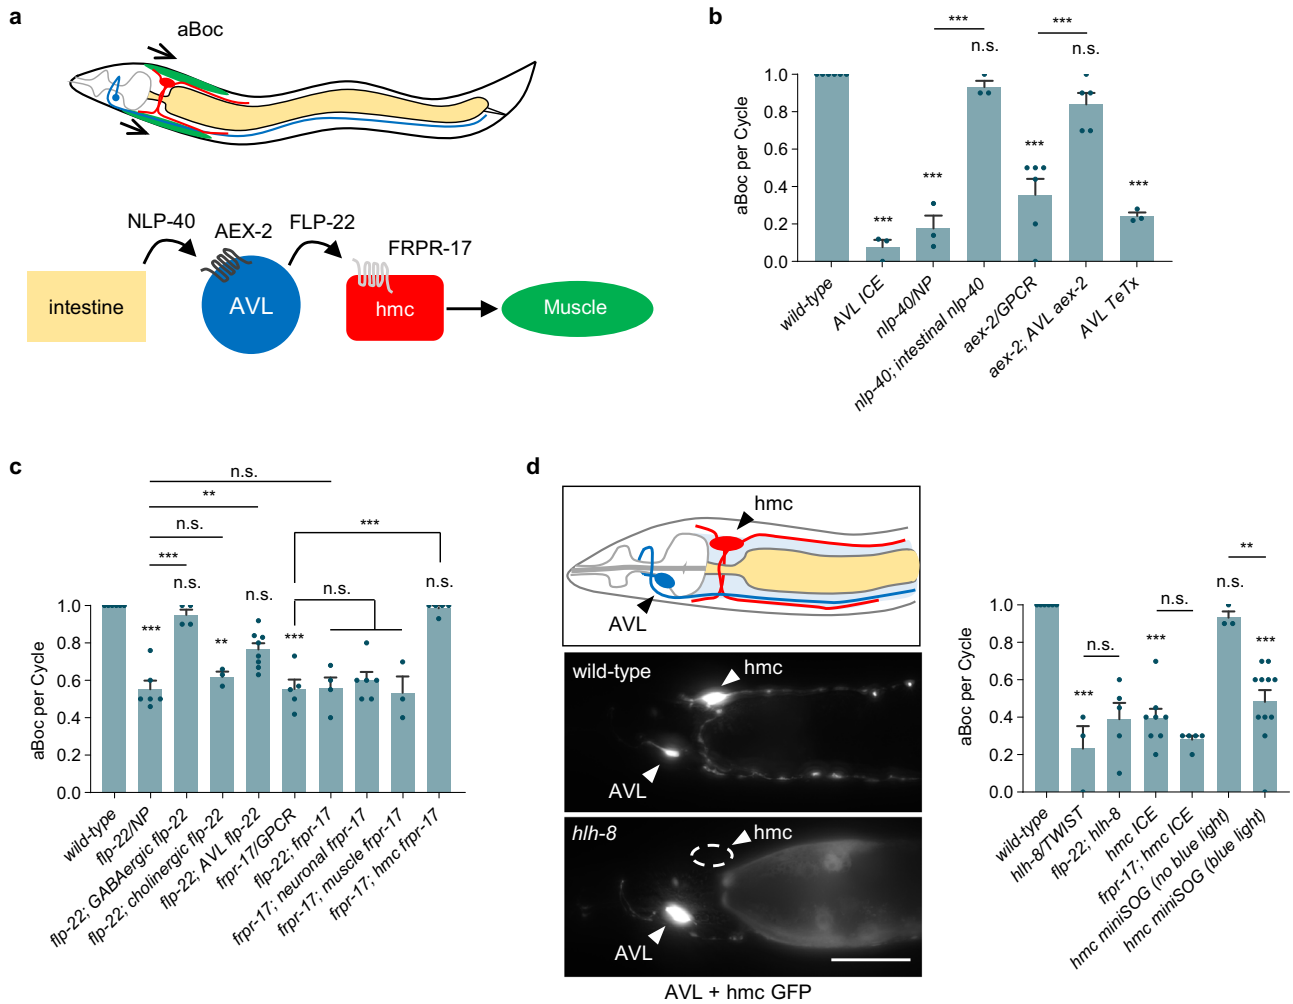 a
aBoc
NLP-40
AEX-2
FLP-22
FRPR-17
intestine
AVL
hmc
Muscle
b
***
***
n.s.
n.s.
***
***
***
***
aBoc per Cycle
1.0
0.8
0.6
0.4
0.2
0.0
wild-type
AVL ICE
nlp-40/NP
nlp-40; intestinal nlp-40
aex-2/GPCR
aex-2; AVL aex-2
AVL TeTx
c
n.s.
**
n.s.
***
***
n.s.
***
n.s.
**
n.s.
***
n.s.
aBoc per Cycle
1.0
0.8
0.6
0.4
0.2
0.0
wild-type
flp-22/NP
flp-22; GABAergic flp-22
flp-22; cholinergic flp-22
flp-22; AVL flp-22
frpr-17/GPCR
flp-22; frpr-17
frpr-17; neuronal frpr-17
frpr-17; muscle frpr-17
frpr-17; hmc frpr-17
d
hmc
AVL
wild-type
hmc
AVL
hlh-8
hmc
AVL
AVL + hmc GFP
**
n.s.
n.s.
***
***
n.s.
***
aBoc per Cycle
1.0
0.8
0.6
0.4
0.2
0.0
wild-type
hlh-8/TWIST
flp-22; hlh-8
hmc ICE
frpr-17; hmc ICE
hmc miniSOG (no blue light)
hmc miniSOG (blue light)